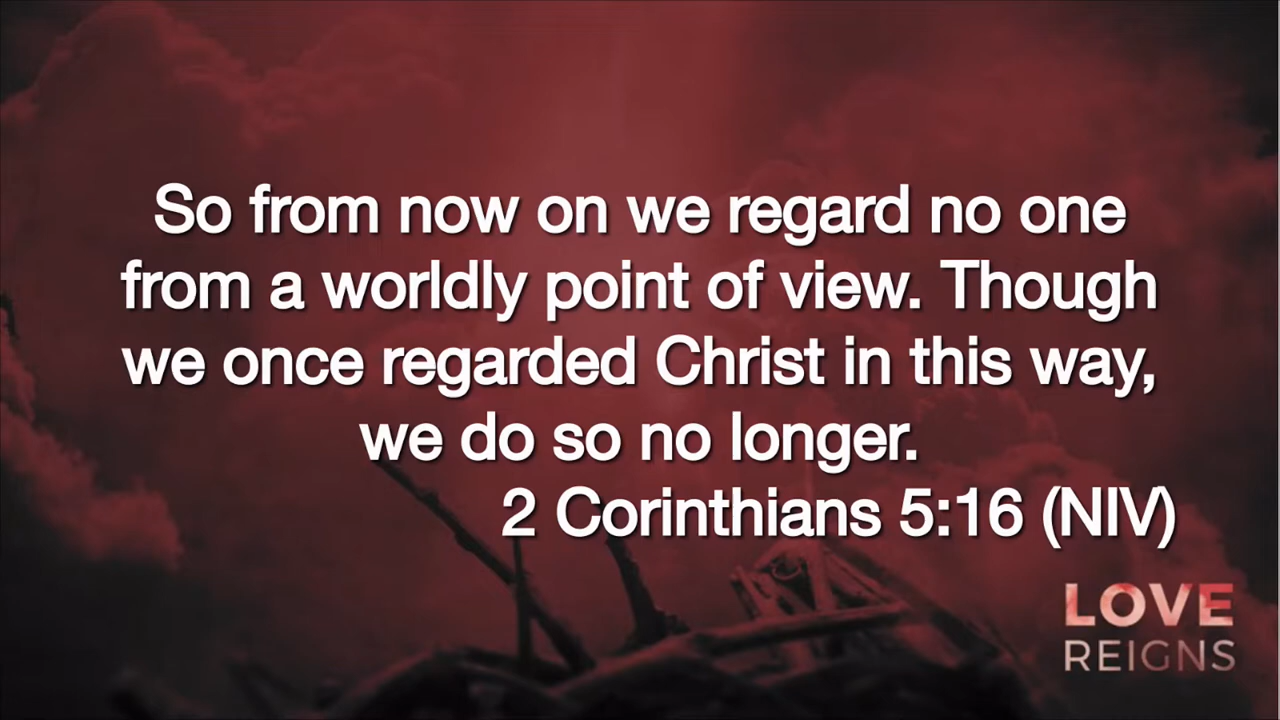 So from now on we regard no one
from a worldly point of view. Though
we once regarded Christ in this way,
we do so no longer.
2 Corinthians 5:16 (NIV)
LOVE
REIGNS